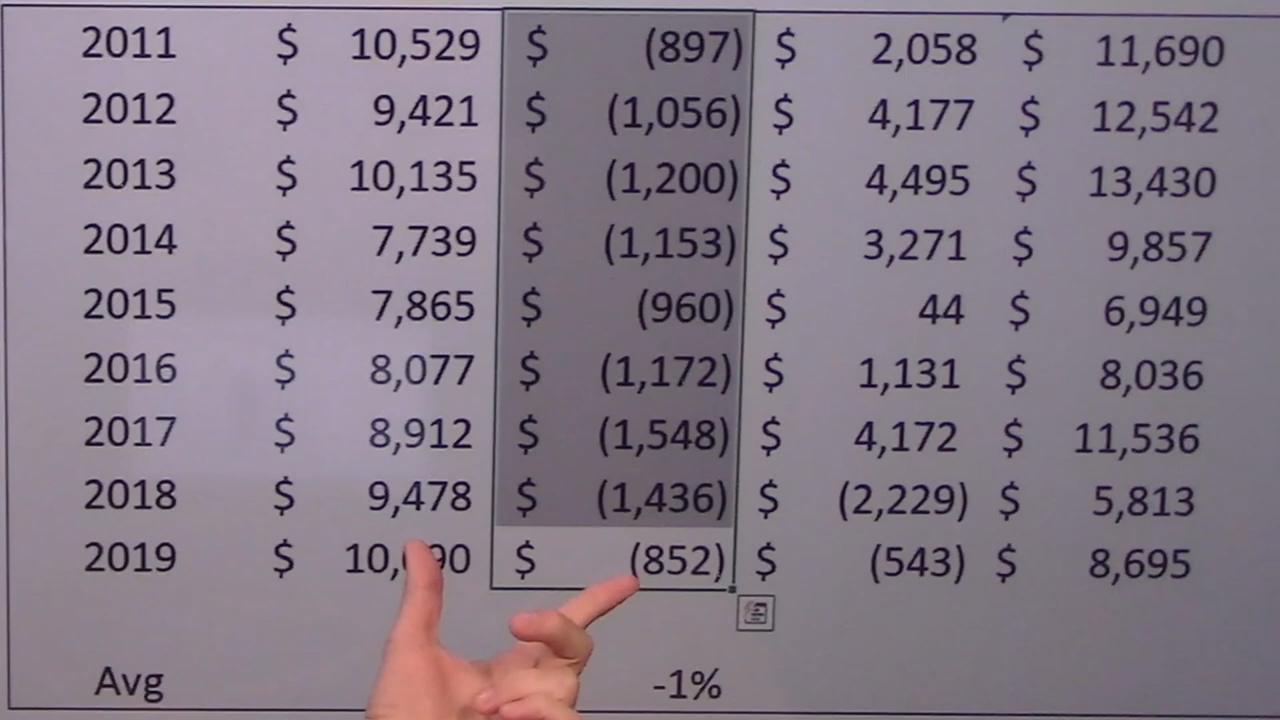 2011 $ 10,529 $ (897) $ 2,058 $ 11,690
2012 $ 9,421 $ (1,056) $ 4,177 $ 12,542
2013 $ 10,135 $ (1,200) $ 4,495 $ 13,430
2014 $ 7,739 $ (1,153) $ 3,271 $ 9,857
2015 $ 7,865 $ (960) $ 44 $ 6,949
2016 $ 8,077 $ (1,172) $ 1,131 $ 8,036
2017 $ 8,912 $ (1,548) $ 4,172 $ 11,536
2018 $ 9,478 $ (1,436) $ (2,229) $ 5,813
2019 $ 10,090 $ (852) $ (543) $ 8,695
Avg -1%